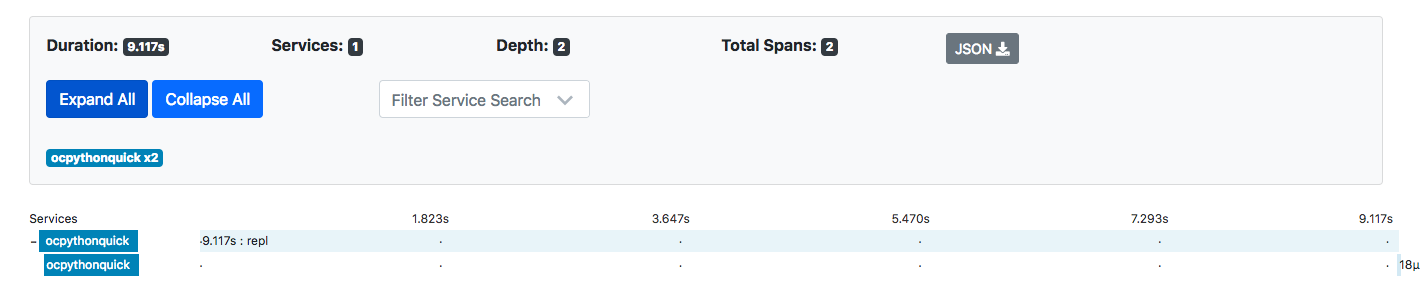 Duration: 9.117s Services: 1 Depth: 2 Total Spans: 2 JSON
Expand All Collapse All Filter Service Search
ocpythonquick x2
Services 1.823s 3.647s 5.470s 7.293s 9.117s
- ocpythonquick ·9.117s : repl . . . . .
ocpythonquick . . . . . . 18μ